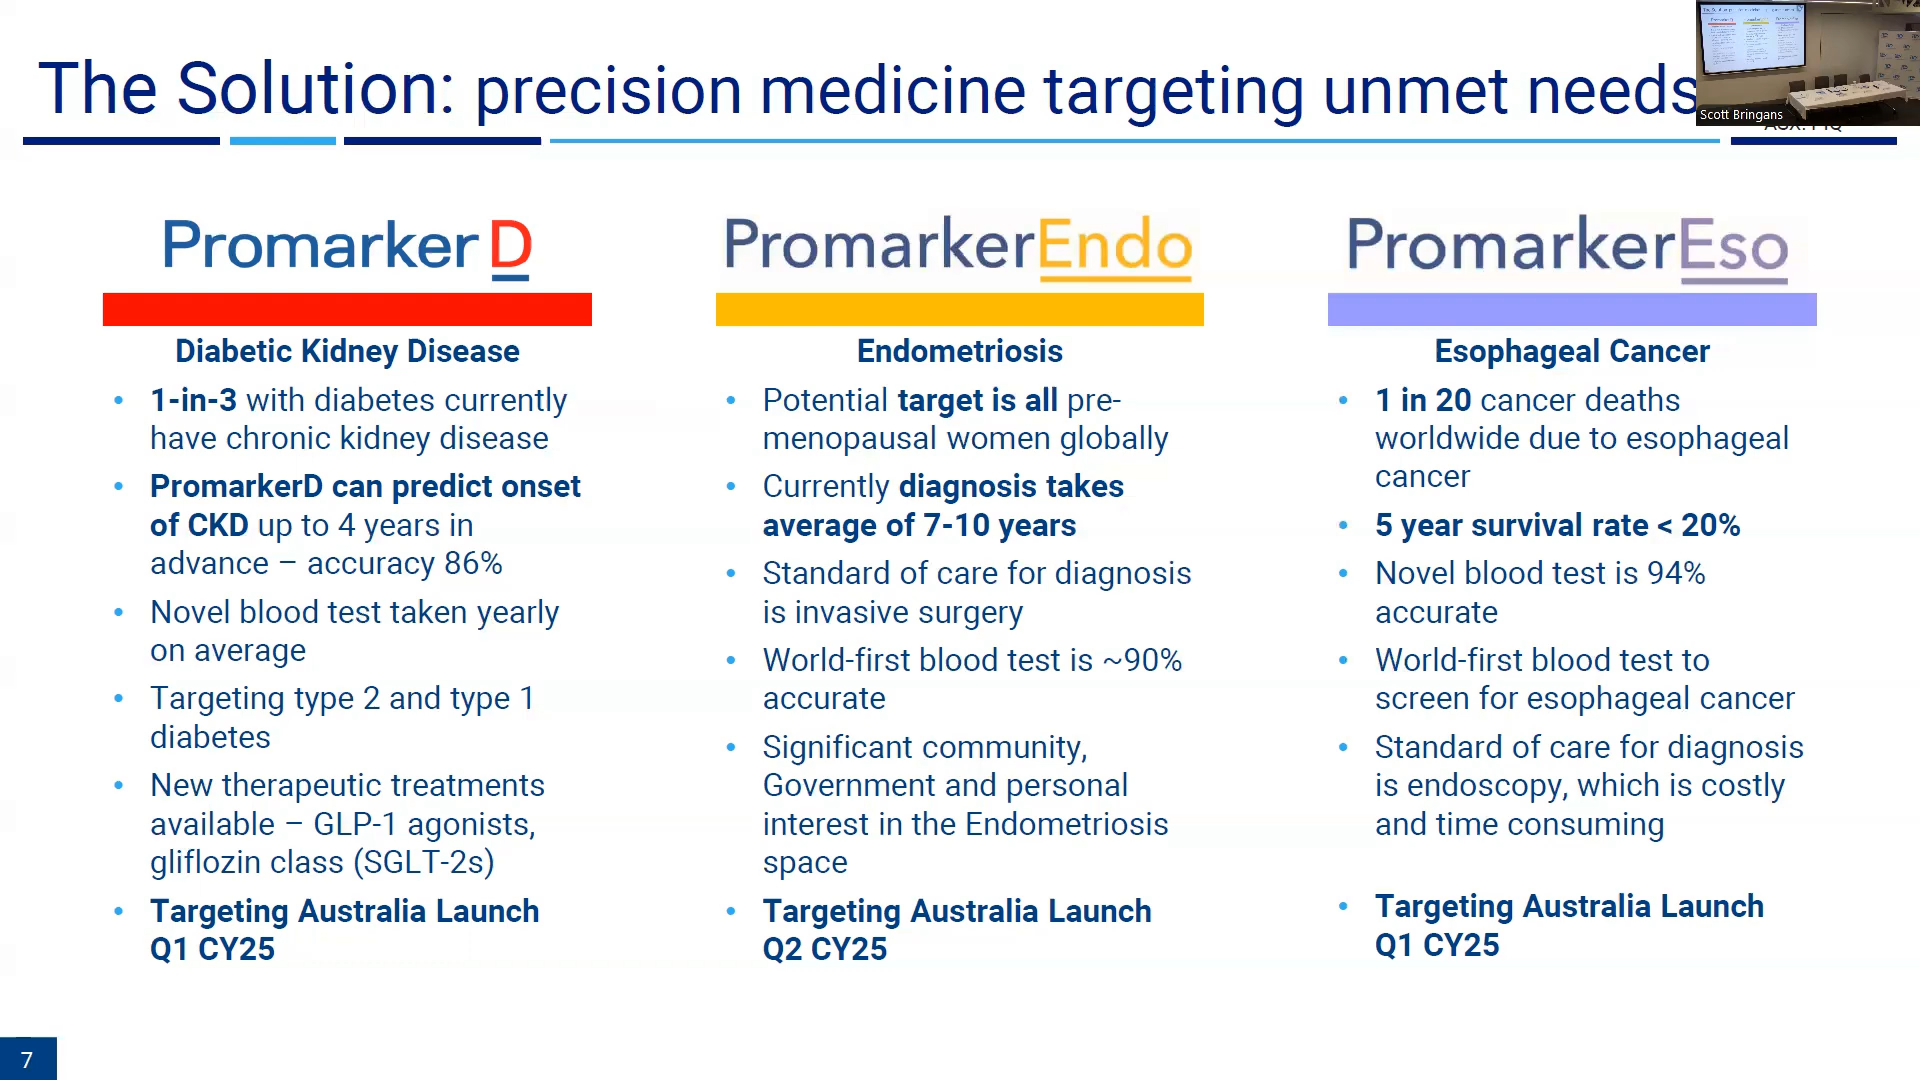 The Solution: precision medicine targeting unmet needs
Scott Bringans
PromarkerD
Diabetic Kidney Disease
• 1-in-3 with diabetes currently
have chronic kidney disease
• PromarkerD can predict onset
of CKD up to 4 years in
advance – accuracy 86%
• Novel blood test taken yearly
on average
• Targeting type 2 and type 1
diabetes
• New therapeutic treatments
available – GLP-1 agonists,
gliflozin class (SGLT-2s)
• Targeting Australia Launch
Q1 CY25
PromarkerEndo
Endometriosis
• Potential target is all pre-
menopausal women globally
• Currently diagnosis takes
average of 7-10 years
• Standard of care for diagnosis
is invasive surgery
• World-first blood test is ~90%
accurate
• Significant community,
Government and personal
interest in the Endometriosis
space
• Targeting Australia Launch
Q2 CY25
PromarkerEso
Esophageal Cancer
• 1 in 20 cancer deaths
worldwide due to esophageal
cancer
• 5 year survival rate < 20%
• Novel blood test is 94%
accurate
• World-first blood test to
screen for esophageal cancer
• Standard of care for diagnosis
is endoscopy, which is costly
and time consuming
• Targeting Australia Launch
Q1 CY25
7